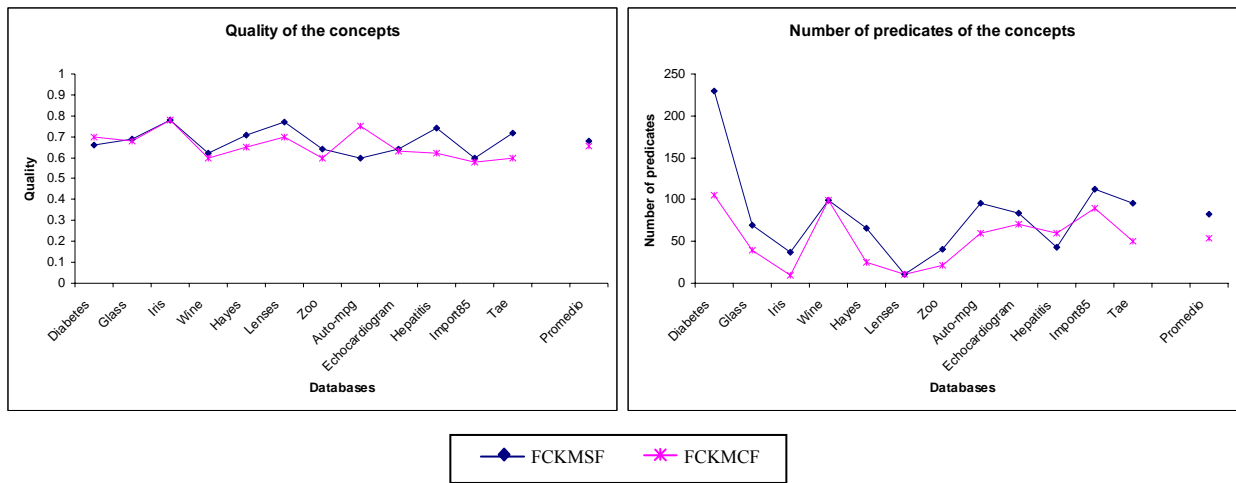 Quality of the concepts
1
0.9
0.8
0.7
0.6
0.5
0.4
0.3
0.2
0.1
0
Quality
Diabetes
Glass
Iris
Wine
Hayes
Lenses
Zoo
Auto-mpg
Echocardiogram
Hepatitis
Import85
Tae
Promedio
Databases
Number of predicates of the concepts
250
200
150
100
50
0
Number of predicates
Diabetes
Glass
Iris
Wine
Hayes
Lenses
Zoo
Auto-mpg
Echocardiogram
Hepatitis
Import85
Tae
Promedio
Databases
FCKMSF FCKMCF